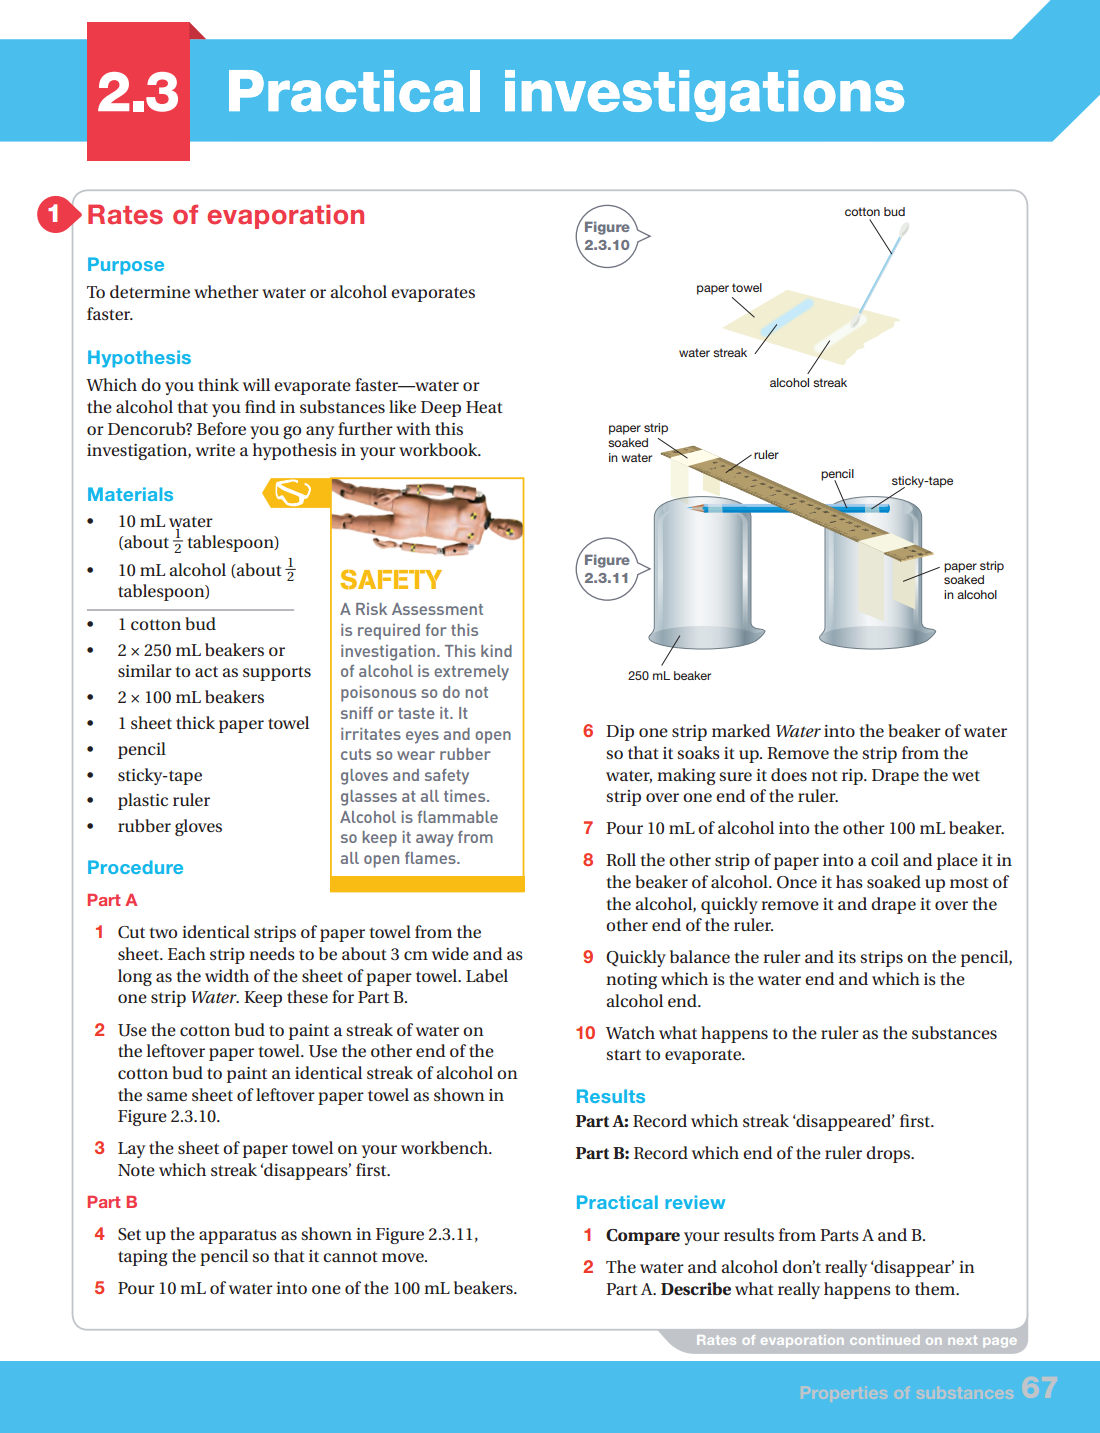 2.3
Practical investigations
1
Rates of evaporation
Purpose
To determine whether water or alcohol evaporates
faster.
Hypothesis
Which do you think will evaporate faster—water or
the alcohol that you find in substances like Deep Heat
or Dencorub? Before you go any further with this
investigation, write a hypothesis in your workbook.
Materials
• 10 mL water
(about 1/2 tablespoon)
• 10 mL alcohol (about 1/2
tablespoon)
• 1 cotton bud
• 2 × 250 mL beakers or
similar to act as supports
• 2 × 100 mL beakers
• 1 sheet thick paper towel
• pencil
• sticky-tape
• plastic ruler
• rubber gloves
SAFETY
A Risk Assessment
is required for this
investigation. This kind
of alcohol is extremely
poisonous so do not
sniff or taste it. It
irritates eyes and open
cuts so wear rubber
gloves and safety
glasses at all times.
Alcohol is flammable
so keep it away from
all open flames.
Procedure
Part A
1 Cut two identical strips of paper towel from the
sheet. Each strip needs to be about 3 cm wide and as
long as the width of the sheet of paper towel. Label
one strip Water. Keep these for Part B.
2 Use the cotton bud to paint a streak of water on
the leftover paper towel. Use the other end of the
cotton bud to paint an identical streak of alcohol on
the same sheet of leftover paper towel as shown in
Figure 2.3.10.
3 Lay the sheet of paper towel on your workbench.
Note which streak ‘disappears’ first.
Part B
4 Set up the apparatus as shown in Figure 2.3.11,
taping the pencil so that it cannot move.
5 Pour 10 mL of water into one of the 100 mL beakers.
Figure
2.3.10
cotton bud
paper towel
water streak
alcohol streak
paper strip
soaked
in water
ruler
pencil
sticky-tape
Figure
2.3.11
paper strip
soaked
in alcohol
250 mL beaker
6 Dip one strip marked Water into the beaker of water
so that it soaks it up. Remove the strip from the
water, making sure it does not rip. Drape the wet
strip over one end of the ruler.
7 Pour 10 mL of alcohol into the other 100 mL beaker.
8 Roll the other strip of paper into a coil and place it in
the beaker of alcohol. Once it has soaked up most of
the alcohol, quickly remove it and drape it over the
other end of the ruler.
9 Quickly balance the ruler and its strips on the pencil,
noting which is the water end and which is the
alcohol end.
10 Watch what happens to the ruler as the substances
start to evaporate.
Results
Part A: Record which streak ‘disappeared’ first.
Part B: Record which end of the ruler drops.
Practical review
1 Compare your results from Parts A and B.
2 The water and alcohol don’t really ‘disappear’ in
Part A. Describe what really happens to them.
Rates of evaporation continued on next page
Properties of substances 67